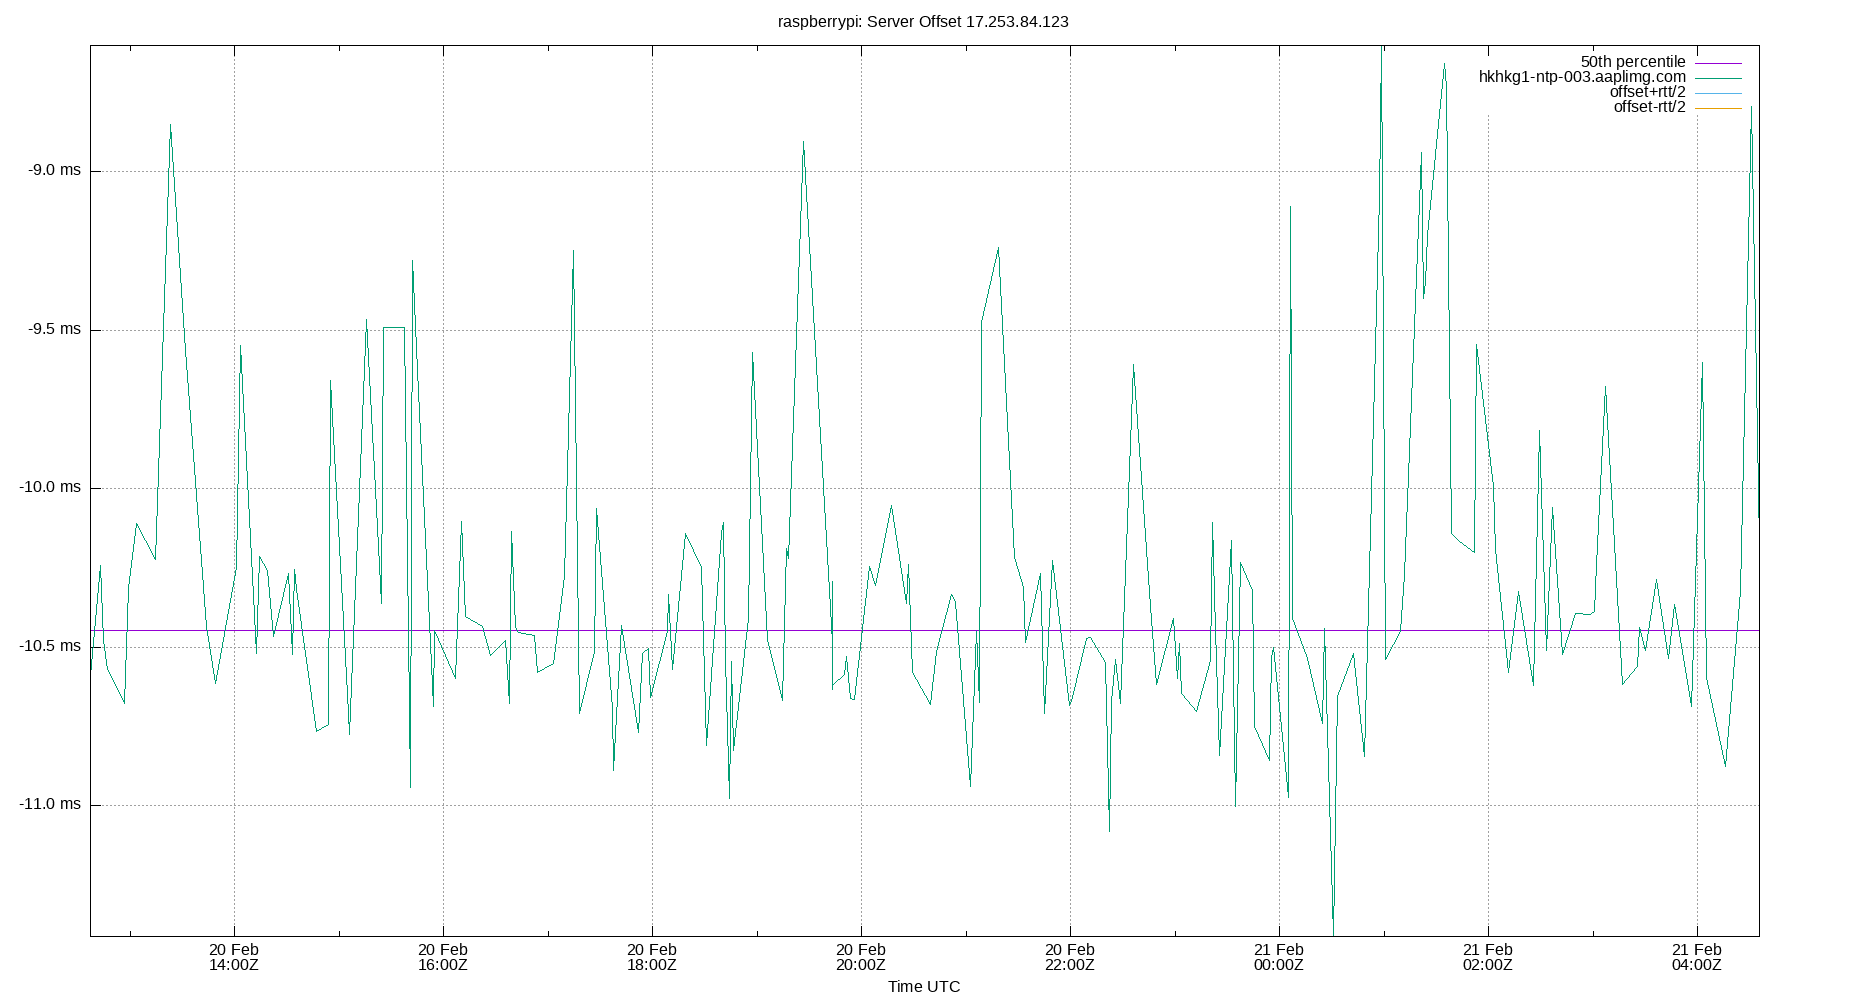 raspberrypi: Server Offset 17.253.84.123
50th percentile
hkhkg1-ntp-003.aaplimg.com
offset+rtt/2
offset-rtt/2
-9.0 ms
-9.5 ms
-10.0 ms
-10.5 ms
-11.0 ms
20 Feb 20 Feb 20 Feb 20 Feb 20 Feb 21 Feb 21 Feb 21 Feb
14:00Z 16:00Z 18:00Z 20:00Z 22:00Z 00:00Z 02:00Z 04:00Z
Time UTC